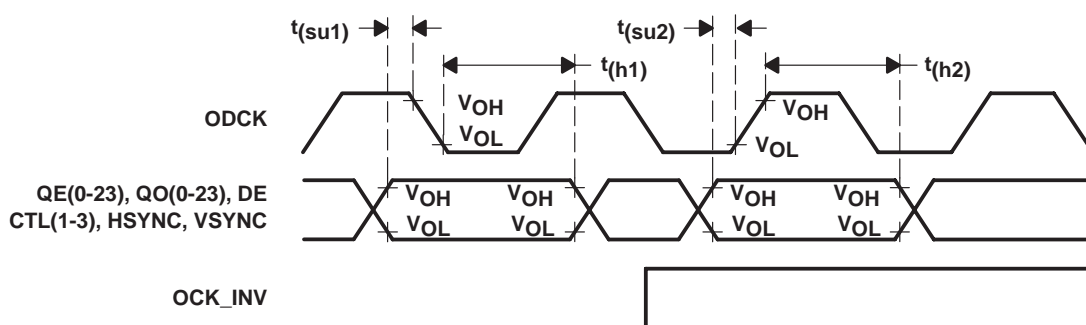 t(su1)
t(su2)
t(h1)
t(h2)
ODCK
VOH
VOL
VOH
VOL
QE(0-23), QO(0-23), DE
CTL(1-3), HSYNC, VSYNC
VOH
VOH
VOH
VOH
VOL
VOL
VOL
VOL
OCK_INV